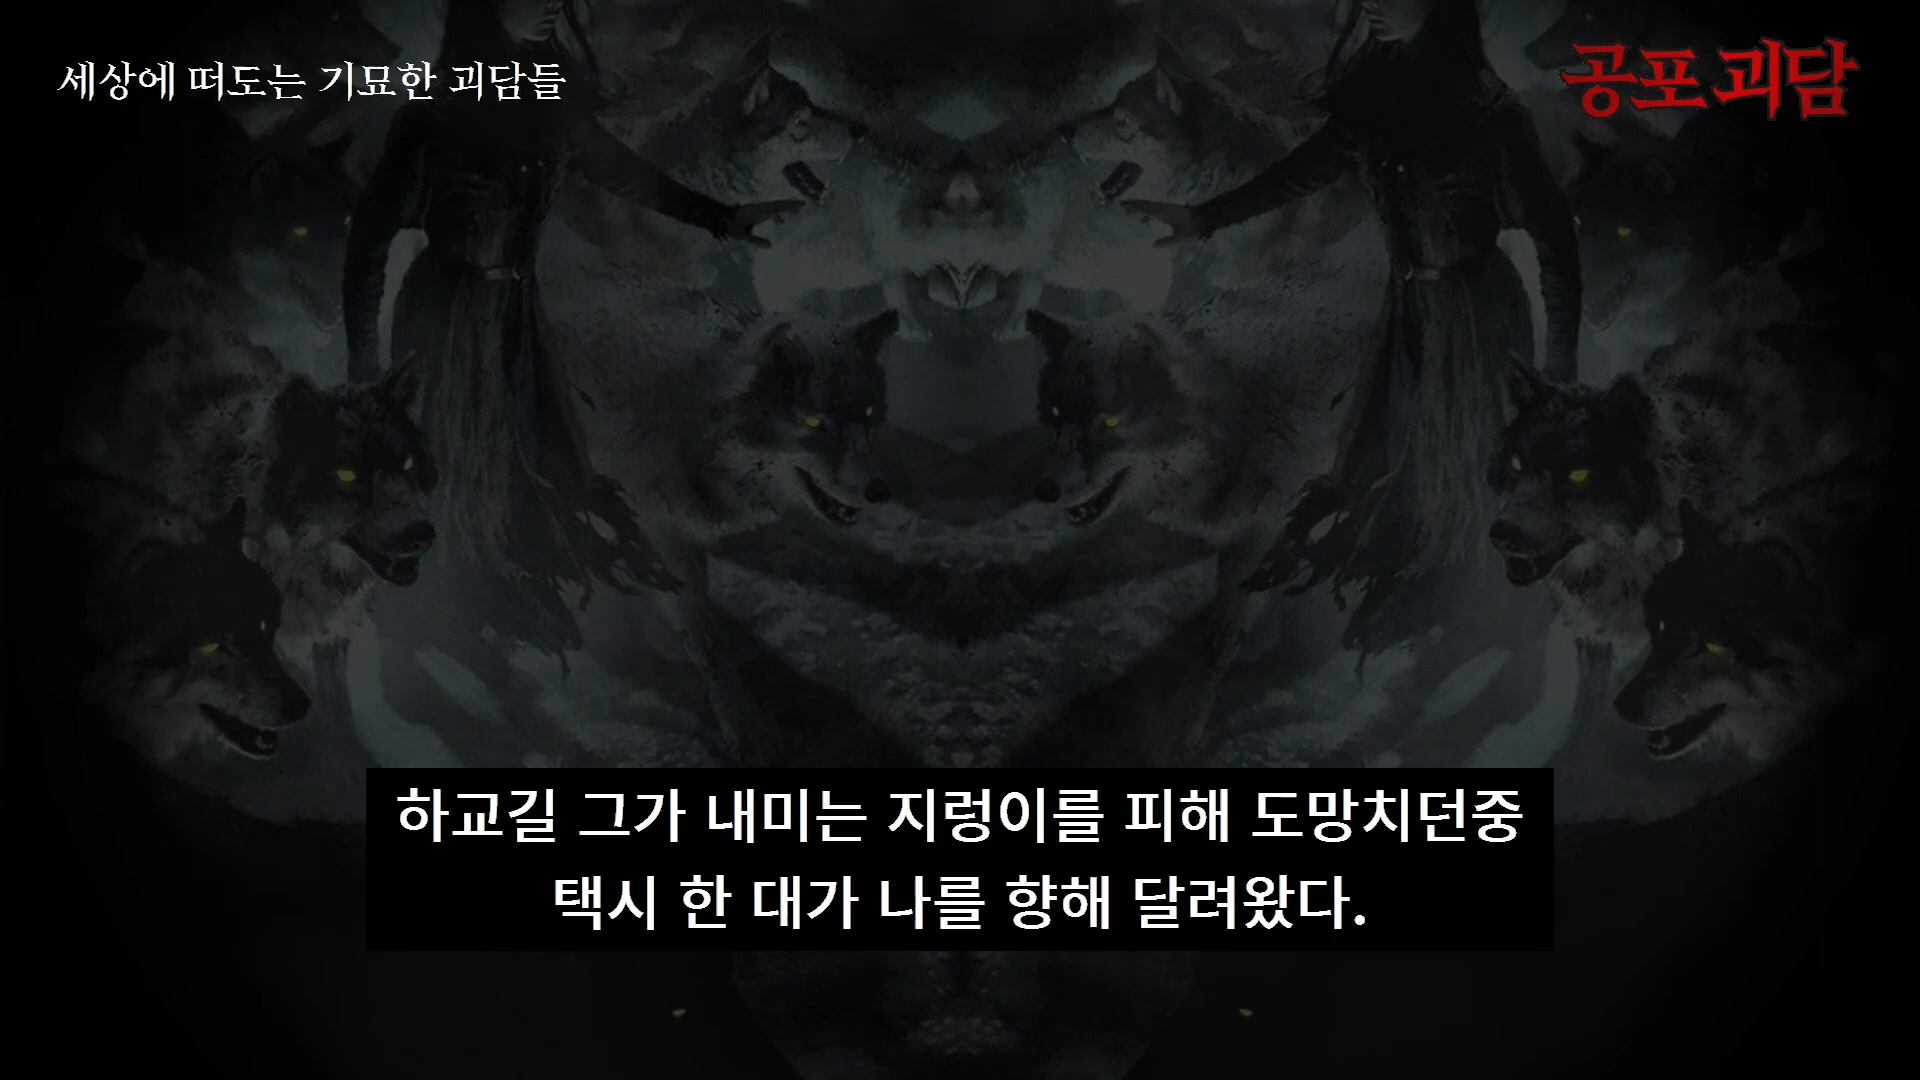 세상에 떠도는 기묘한 괴담들
공포괴담
하교길 그가 내미는 지렁이를 피해 도망치던중
택시 한 대가 나를 향해 달려왔다.